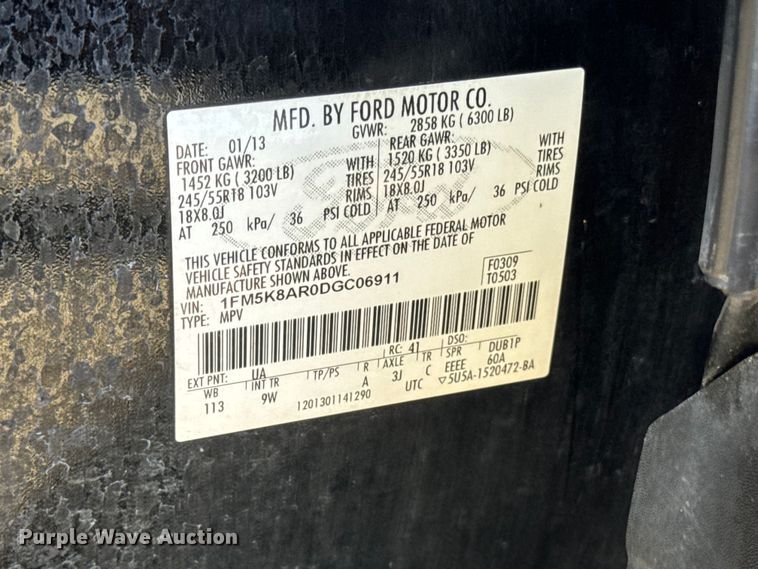 MFD. BY FORD MOTOR CO.
DATE: 01/13 GVWR: 2858 KG ( 6300 LB)
FRONT GAWR: REAR GAWR:
1452 KG ( 3200 LB) WITH 1520 KG ( 3350 LB) WITH
245/55R18 103V TIRES 245/55R18 103V TIRES
18X8.0J RIMS 18X8.0J RIMS
AT 250 kPa/ 36 PSI COLD AT 250 kPa/ 36 PSI COLD
THIS VEHICLE CONFORMS TO ALL APPLICABLE FEDERAL MOTOR
VEHICLE SAFETY STANDARDS IN EFFECT ON THE DATE OF
MANUFACTURE SHOWN ABOVE.
VIN: 1FM5K8AR0DGC06911
TYPE: MPV
F0309
T0503
EXT PNT: UA RC: 41 DSO:
WB INT TR TP/PS R AXLE TR SPR DUB1P
113 9W A 3J C EEEE 60A
1201301141290 UTC ▽5U5A-1520472-BA
Purple Wave Auction